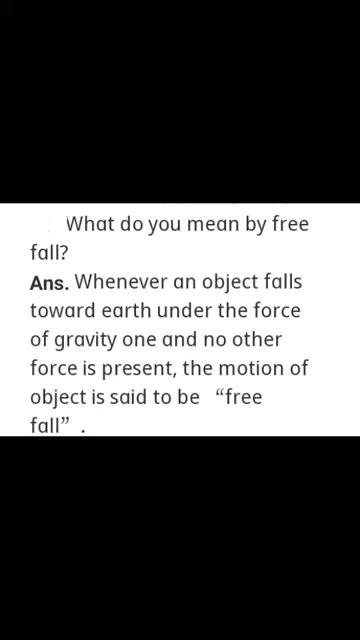 What do you mean by free
fall?
Ans. Whenever an object falls
toward earth under the force
of gravity one and no other
force is present, the motion of
object is said to be “free
fall” .